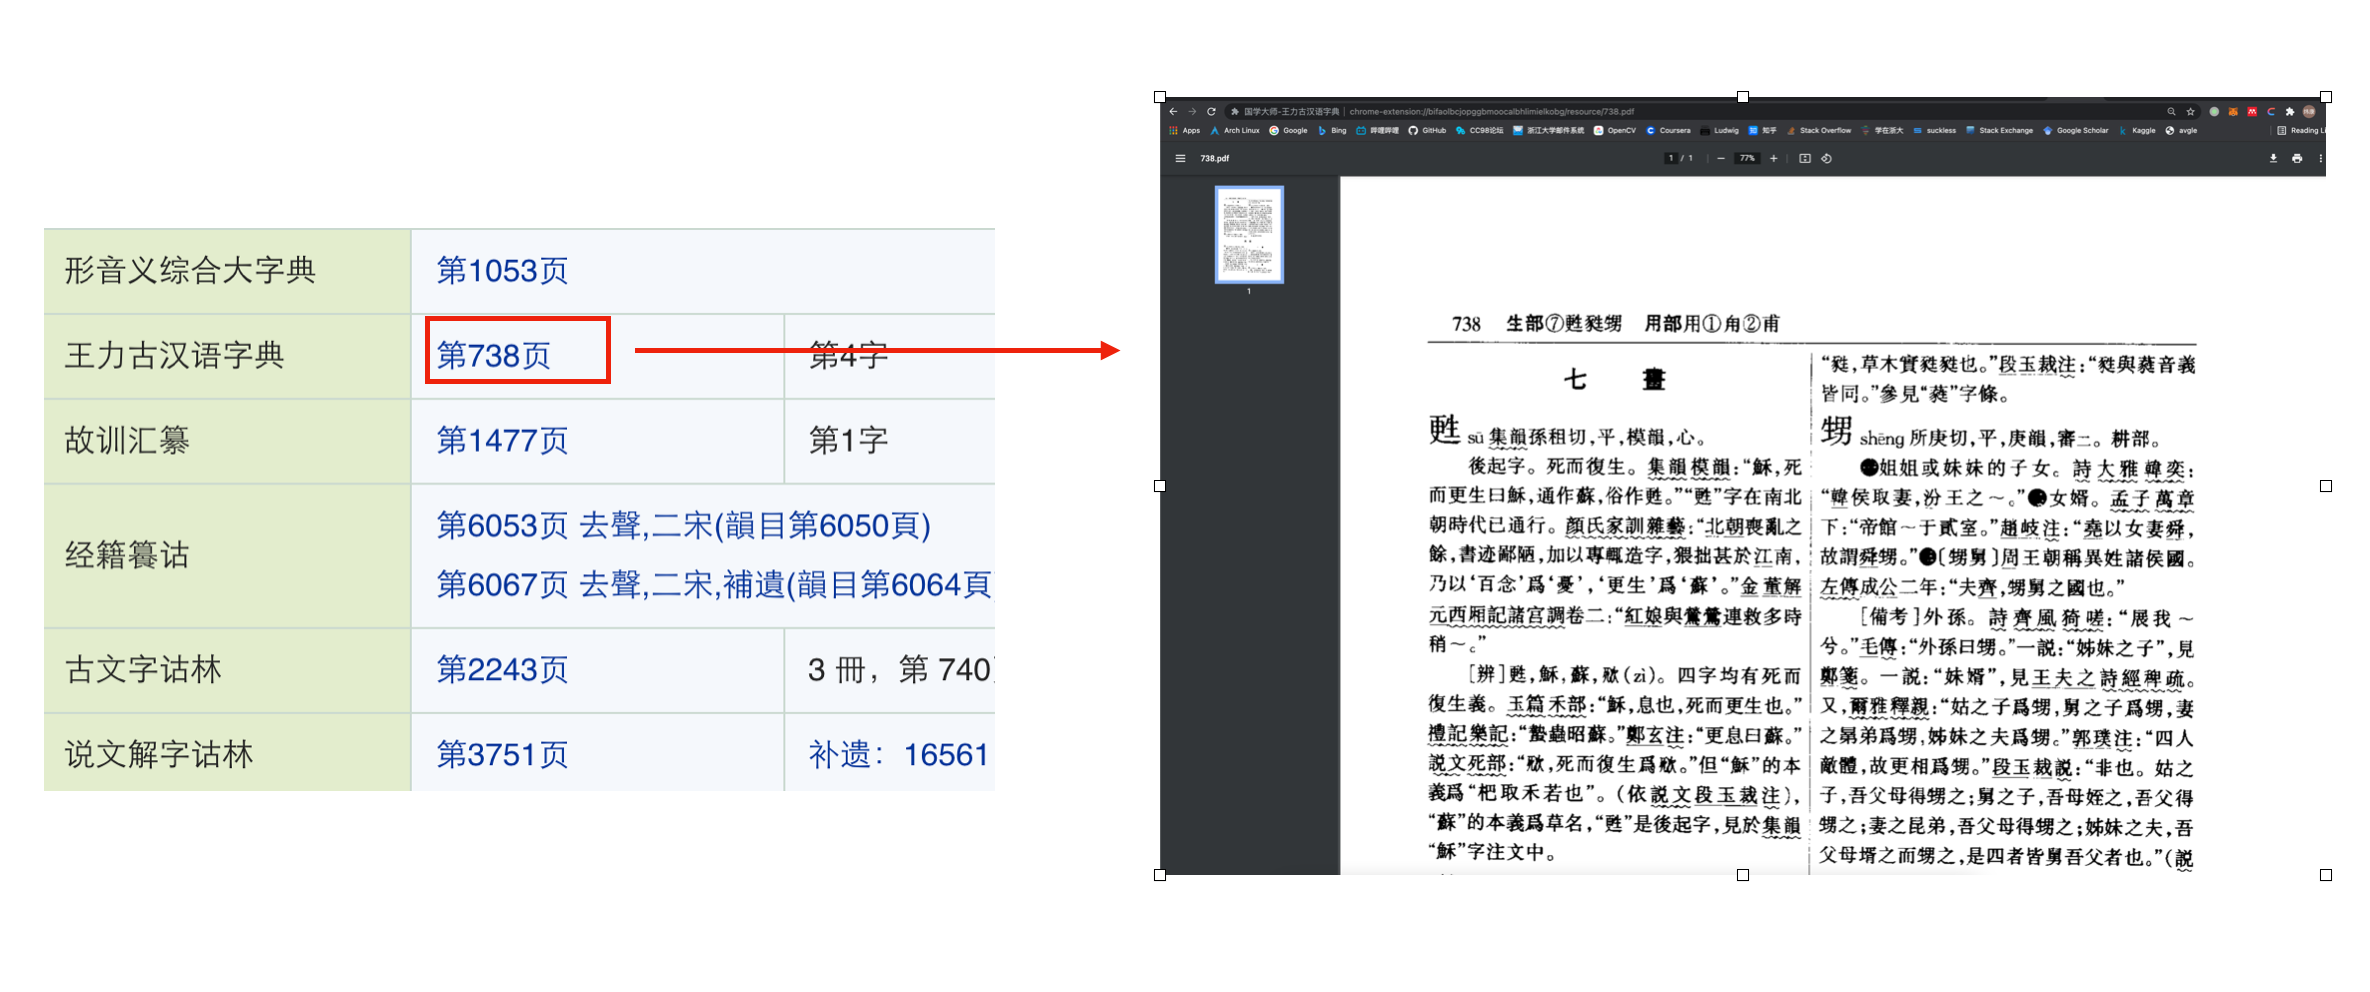 形音义综合大字典 第1053页
王力古汉语字典 第738页 第4字
故训汇纂 第1477页 第1字
经籍籑诂 第6053页 去聲,二宋(韻目第6050頁)
第6067页 去聲,二宋,補遺(韻目第6064頁
古文字诂林 第2243页 3 冊，第 740
说文解字诂林 第3751页 补遗：16561
国学大师-王力古汉语字典 | chrome-extension://bifaolbcjopggbmoocalbhlimielkobg/resource/738.pdf
Apps Arch Linux Google Bing 哔哩哔哩 GitHub CC98论坛 浙江大学邮件系统 OpenCV Coursera Ludwig 知乎 Stack Overflow 学在浙大 suckless Stack Exchange Google Scholar Kaggle avgle Reading Li
738.pdf 1 / 1 77%
1
738 生部⑦甦甤甥 用部用①甪②甫
七 畫
甦 sū 集韻孫租切,平,模韻,心。
後起字。死而復生。集韻模韻:“穌,死
而更生曰穌,通作蘇,俗作甦。”“甦”字在南北
朝時代已通行。顏氏家訓雜藝:“北朝喪亂之
餘,書迹鄙陋,加以專輒造字,猥拙甚於江南,
乃以‘百念’爲‘憂’,‘更生’爲‘蘇’。”金董解
元西廂記諸宫調卷二:“紅娘與鶯鶯連救多時
稍～。”
[辨]甦,穌,蘇,㱞(zì)。四字均有死而
復生義。玉篇禾部:“穌,息也,死而更生也。”
禮記樂記:“蟄蟲昭蘇。”鄭玄注:“更息曰蘇。”
説文死部:“㱞,死而復生爲㱞。”但“穌”的本
義爲“杷取禾若也”。(依説文段玉裁注),
“蘇”的本義爲草名,“甦”是後起字,見於集韻
“穌”字注文中。
“甤,草木實甤甤也。”段玉裁注:“甤與蕤音義
皆同。”參見“蕤”字條。
甥 shēng 所庚切,平,庚韻,審二。耕部。
姐姐或妹妹的子女。詩大雅韓奕:
“韓侯取妻,汾王之～。”女婿。孟子萬章
下:“帝館～于貳室。”趙岐注:“堯以女妻舜,
故謂舜甥。”〔甥舅〕周王朝稱異姓諸侯國。
左傳成公二年:“夫齊,甥舅之國也。”
[備考]外孫。詩齊風猗嗟:“展我～
兮。”毛傳:“外孫曰甥。”一説:“姊妹之子”,見
鄭箋。一説:“妹婿”,見王夫之詩經稗疏。
又,爾雅釋親:“姑之子爲甥,舅之子爲甥,妻
之晜弟爲甥,姊妹之夫爲甥。”郭璞注:“四人
敵體,故更相爲甥。”段玉裁説:“非也。姑之
子,吾父母得甥之;舅之子,吾母姪之,吾父得
甥之;妻之昆弟,吾父母得甥之;姊妹之夫,吾
父母壻之而甥之,是四者皆舅吾父者也。”(説